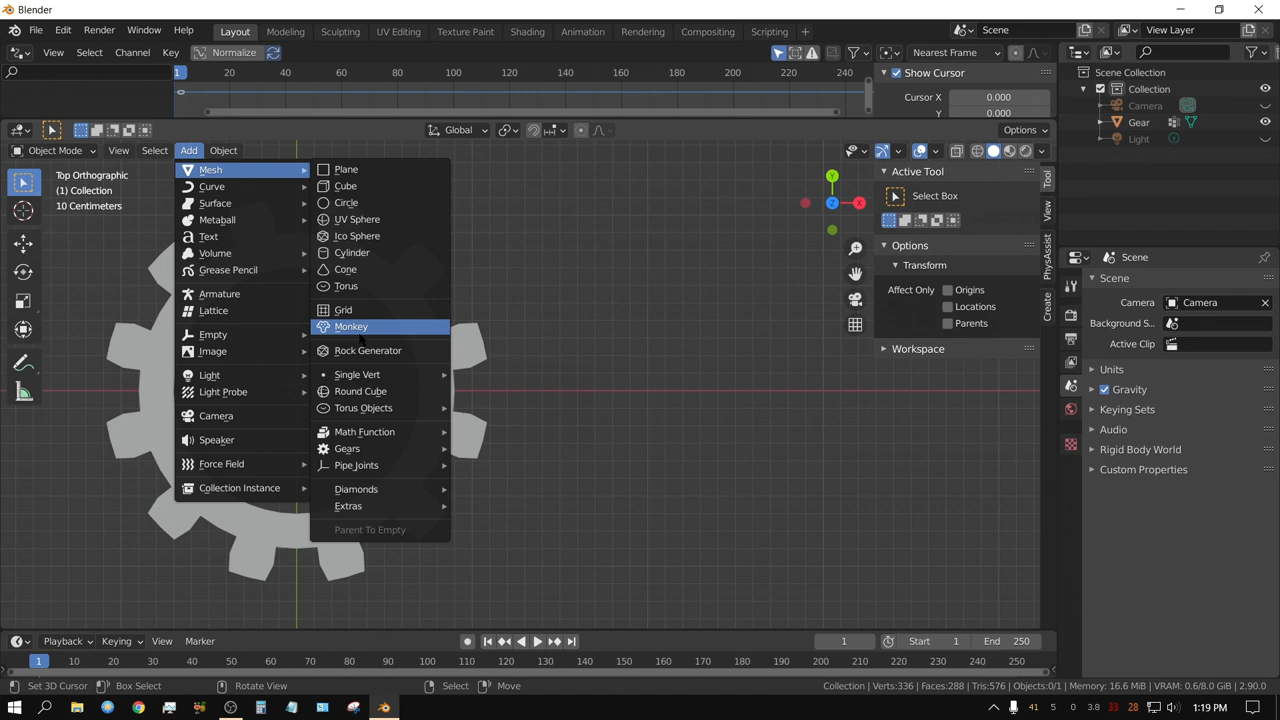 Blender
File Edit Render Window Help Layout Modeling Sculpting UV Editing Texture Paint Shading Animation Rendering Compositing Scripting + Scene View Layer
View Select Channel Key Normalize Nearest Frame
1 20 40 60 80 100 120 140 160 180 200 220 240
Show Cursor
Cursor X 0.000
Y 0.000
Scene Collection
Collection
Camera
Gear
Light
Global Options
Object Mode View Select Add Object
Top Orthographic
(1) Collection
10 Centimeters
Mesh
Curve
Surface
Metaball
Text
Volume
Grease Pencil
Armature
Lattice
Empty
Image
Light
Light Probe
Camera
Speaker
Force Field
Collection Instance
Plane
Cube
Circle
UV Sphere
Ico Sphere
Cylinder
Cone
Torus
Grid
Monkey
Rock Generator
Single Vert
Round Cube
Torus Objects
Math Function
Gears
Pipe Joints
Diamonds
Extras
Parent To Empty
Y
Z X
Active Tool
Select Box
Options
Transform
Affect Only Origins
Locations
Parents
Workspace
Tool
View
PhysAssist
Create
Scene
Scene
Camera Camera
Background S...
Active Clip
Units
Gravity
Keying Sets
Audio
Rigid Body World
Custom Properties
Playback Keying View Marker 1 Start 1 End 250
1 10 20 30 40 50 60 70 80 90 100 110 120 130 140 150 160 170 180 190 200 210 220 230 240 250
Set 3D Cursor Box Select Rotate View Select Move Collection | Verts:336 | Faces:288 | Tris:576 | Objects:0/1 | Memory: 16.6 MiB | VRAM: 0.6/8.0 GiB | 2.90.0
41 5 0 3.8 33 28 1:19 PM